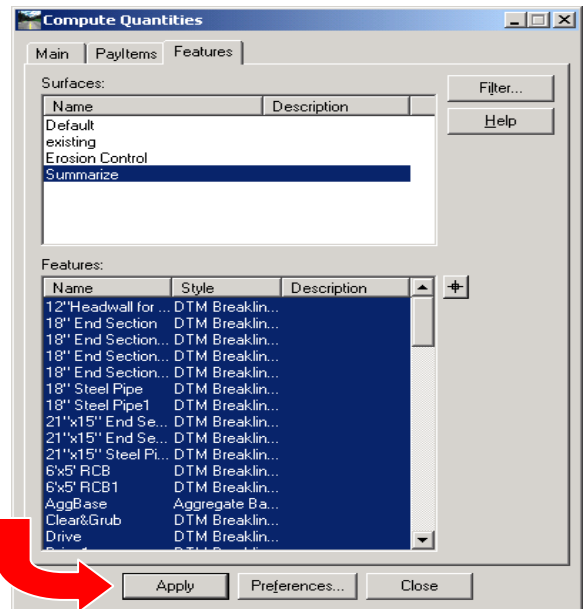 Compute Quantities
Main PayItems Features
Surfaces:
Filter...
Name Description
Help
Default
existing
Erosion Control
Summarize
Features:
Name Style Description
12"Headwall for ... DTM Breaklin...
18" End Section DTM Breaklin...
18" End Section... DTM Breaklin...
18" End Section... DTM Breaklin...
18" End Section... DTM Breaklin...
18" Steel Pipe DTM Breaklin...
18" Steel Pipe1 DTM Breaklin...
21"x15" End Se... DTM Breaklin...
21"x15" End Se... DTM Breaklin...
21"x15" Steel Pi... DTM Breaklin...
6'x5' RCB DTM Breaklin...
6'x5' RCB1 DTM Breaklin...
AggBase Aggregate Ba...
Clear&Grub DTM Breaklin...
Drive DTM Breaklin...
Apply Preferences... Close